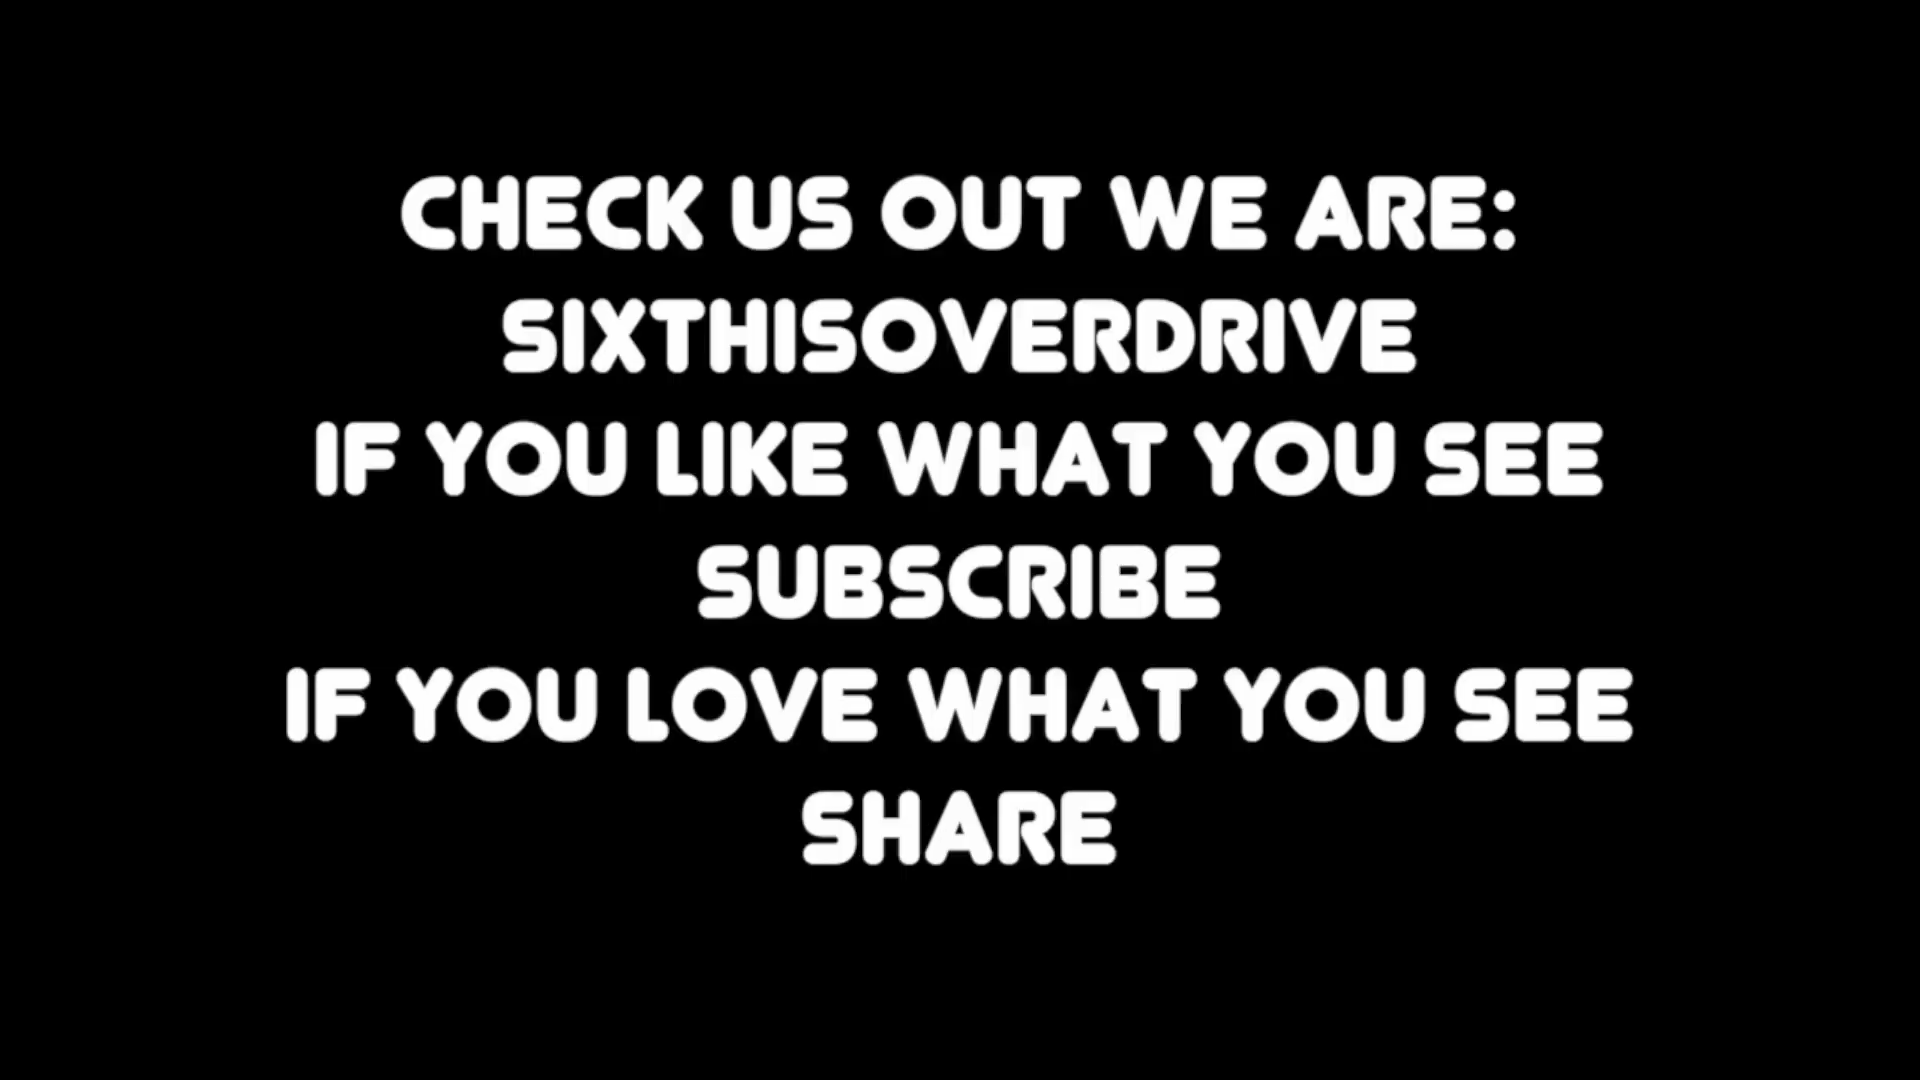 CHECK US OUT WE ARE:
SIXTHISOVERDRIVE
IF YOU LIKE WHAT YOU SEE
SUBSCRIBE
IF YOU LOVE WHAT YOU SEE
SHARE